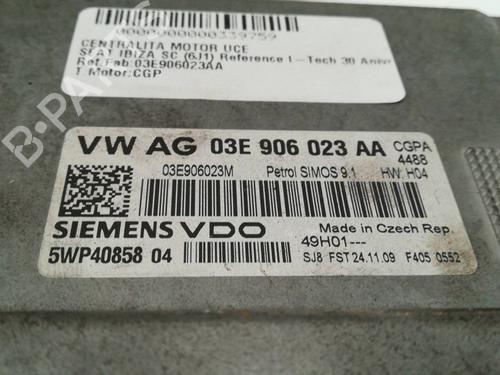 0000000000339759
CENTRALITA MOTOR UCE
SEAT IBIZA SC (6J1) Reference I-Tech 30 Aniv
Ref.Fab:03E906023AA
T Motor:CGP
VW AG 03E 906 023 AA CGPA
4488
03E906023M Petrol SIMOS 9.1 HW: H04
SIEMENS VDO
Made in Czech Rep.
49H01---
5WP40858 04
SJ8 FST 24.11.09 F405 0552
B-PARTS